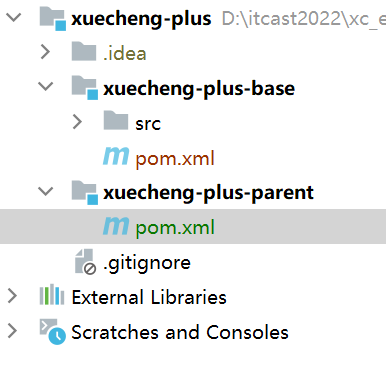 xuecheng-plus D:\itcast2022\xc_e
.idea
xuecheng-plus-base
src
pom.xml
xuecheng-plus-parent
pom.xml
.gitignore
External Libraries
Scratches and Consoles